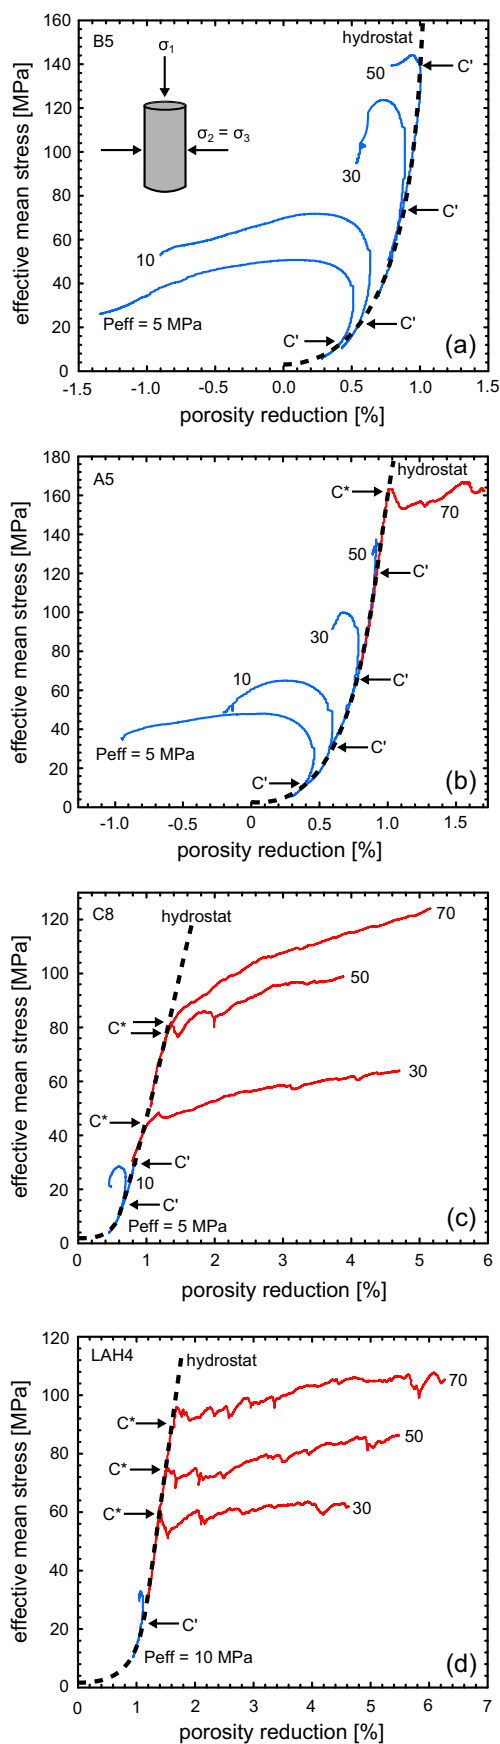 B5
hydrostat
σ1
σ2 = σ3
50
C'
30
C'
10
Peff = 5 MPa
C'
C'
(a)
160
140
120
100
80
60
40
20
0
effective mean stress [MPa]
-1.5 -1.0 -0.5 0.0 0.5 1.0 1.5
porosity reduction [%]
A5
hydrostat
C*
70
50
C'
30
C'
10
C'
Peff = 5 MPa
C'
(b)
180
160
140
120
100
80
60
40
20
0
effective mean stress [MPa]
-1.0 -0.5 0 0.5 1.0 1.5
porosity reduction [%]
C8
hydrostat
70
50
C*
30
C*
C'
10
C'
Peff = 5 MPa
(c)
120
100
80
60
40
20
0
effective mean stress [MPa]
0 1 2 3 4 5 6
porosity reduction [%]
LAH4
hydrostat
70
C*
50
C*
30
C*
C'
Peff = 10 MPa
(d)
120
100
80
60
40
20
0
effective mean stress [MPa]
0 1 2 3 4 5 6 7
porosity reduction [%]